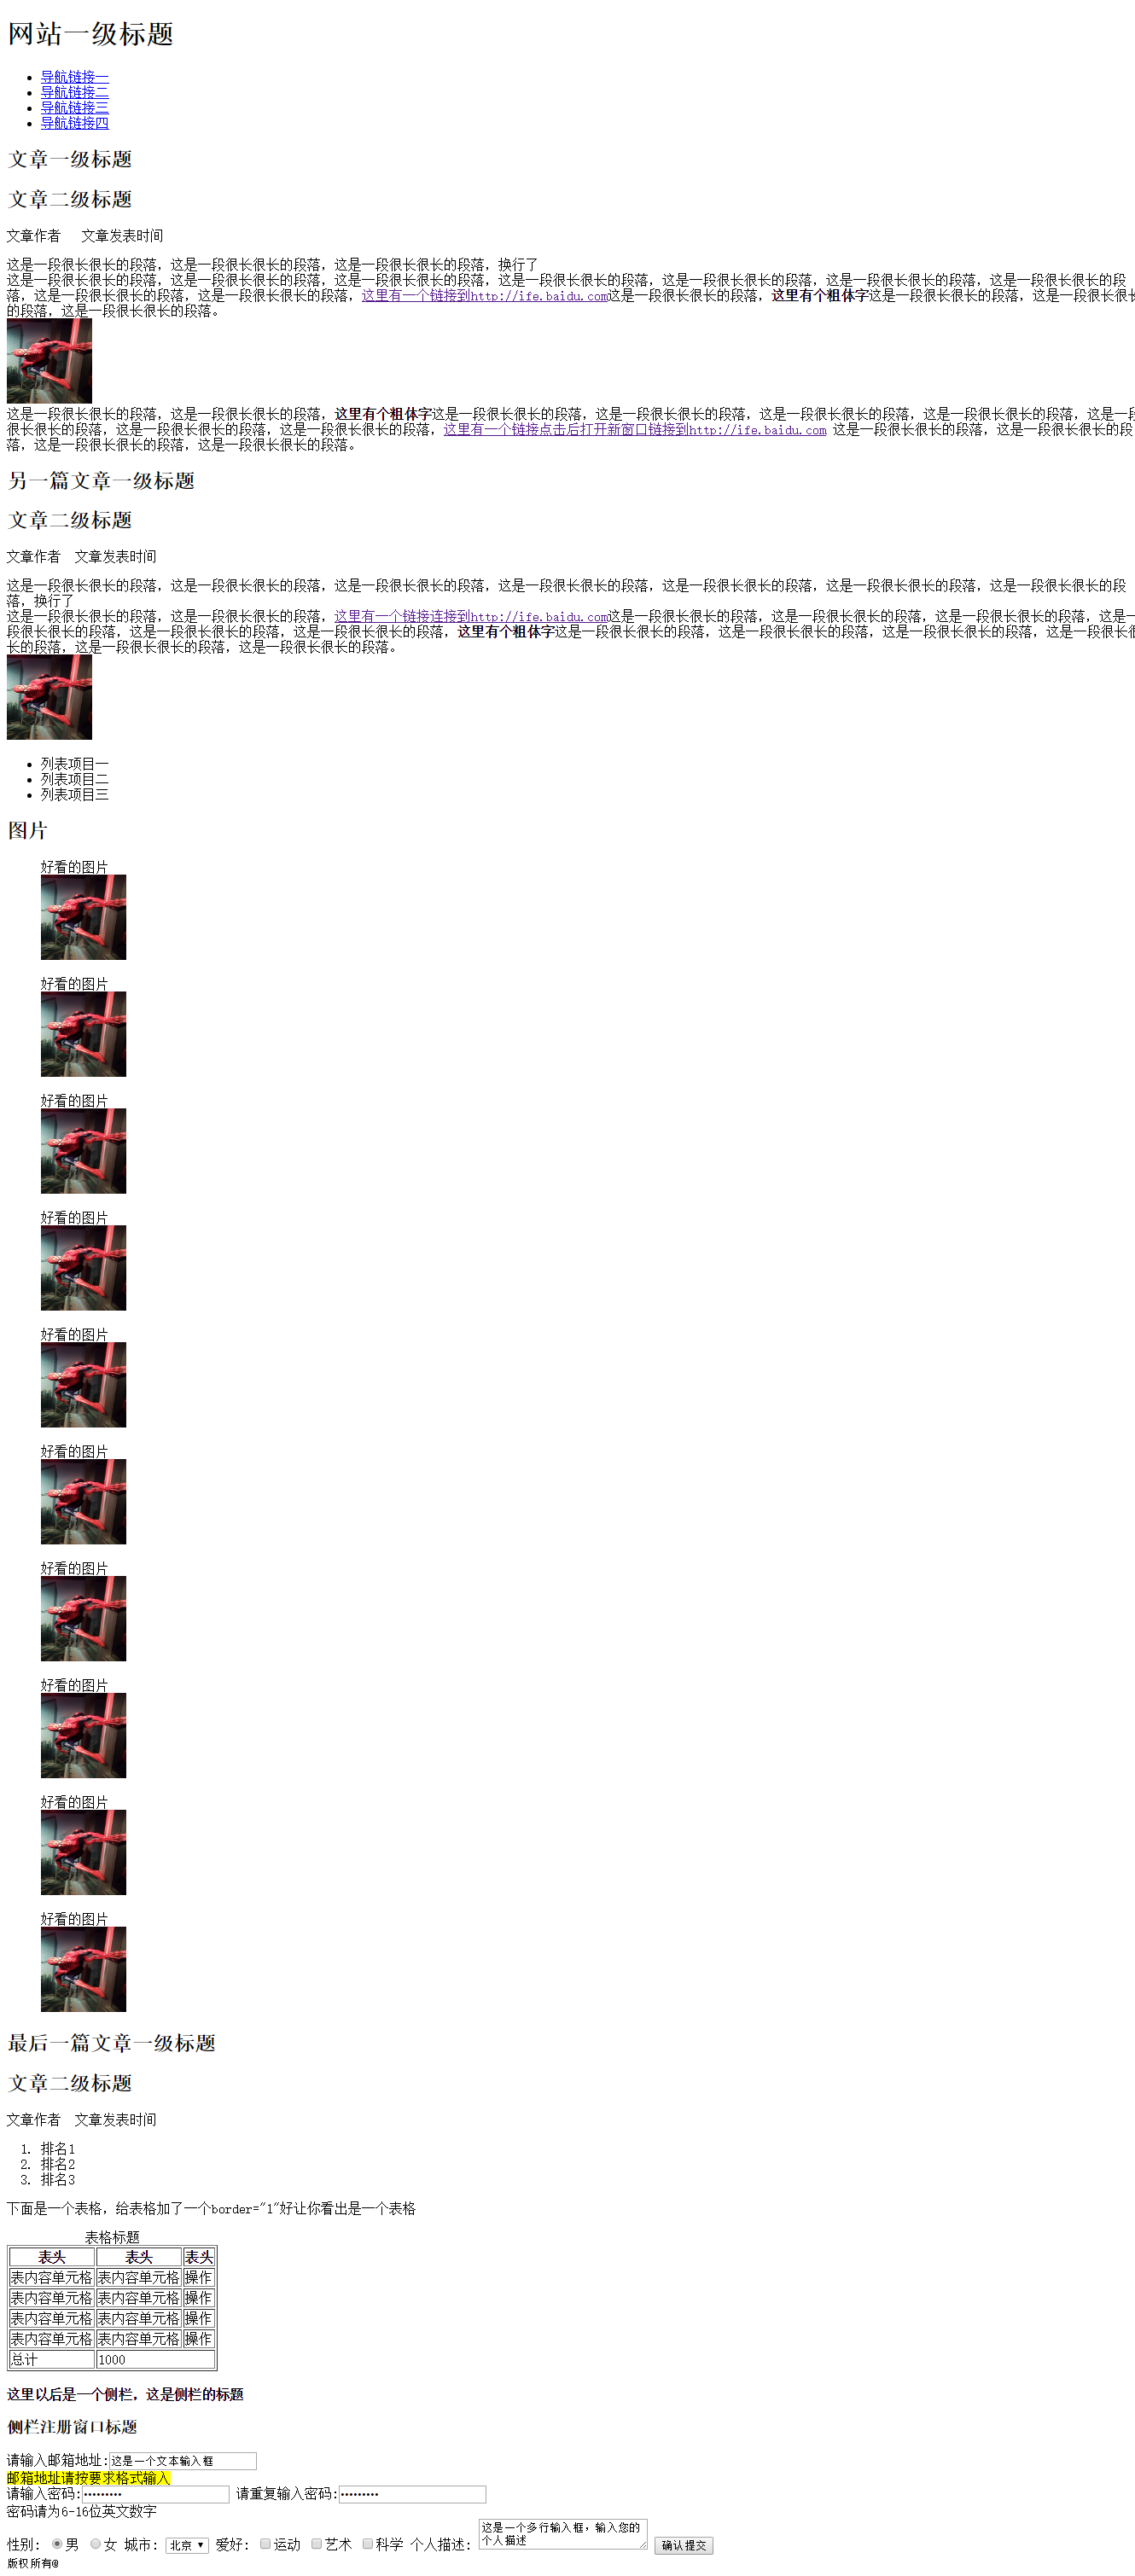 网站一级标题
导航链接一
导航链接二
导航链接三
导航链接四
文章一级标题
文章二级标题
文章作者 文章发表时间
这是一段很长很长的段落，这是一段很长很长的段落，这是一段很长很长的段落，换行了
这是一段很长很长的段落，这是一段很长很长的段落，这是一段很长很长的段落，这是一段很长很长的段落，这是一段很长很长的段落，这是一段很长很长的段落，这是一段很长很长的段
落，这是一段很长很长的段落，这是一段很长很长的段落，这里有一个链接到http://ife.baidu.com这是一段很长很长的段落，这里有个粗体字这是一段很长很长的段落，这是一段很长很长
的段落，这是一段很长很长的段落。
这是一段很长很长的段落，这是一段很长很长的段落，这里有个粗体字这是一段很长很长的段落，这是一段很长很长的段落，这是一段很长很长的段落，这是一段很长很长的段落，这是一段
很长很长的段落，这是一段很长很长的段落，这是一段很长很长的段落，这里有一个链接点击后打开新窗口链接到http://ife.baidu.com 这是一段很长很长的段落，这是一段很长很长的段
落，这是一段很长很长的段落，这是一段很长很长的段落。
另一篇文章一级标题
文章二级标题
文章作者 文章发表时间
这是一段很长很长的段落，这是一段很长很长的段落，这是一段很长很长的段落，这是一段很长很长的段落，这是一段很长很长的段落，这是一段很长很长的段落，这是一段很长很长的段
落，换行了
这是一段很长很长的段落，这是一段很长很长的段落，这里有一个链接连接到http://ife.baidu.com这是一段很长很长的段落，这是一段很长很长的段落，这是一段很长很长的段落，这是一
段很长很长的段落，这是一段很长很长的段落，这是一段很长很长的段落，这里有个粗体字这是一段很长很长的段落，这是一段很长很长的段落，这是一段很长很长的段落，这是一段很长很
长的段落，这是一段很长很长的段落，这是一段很长很长的段落。
列表项目一
列表项目二
列表项目三
图片
好看的图片
好看的图片
好看的图片
好看的图片
好看的图片
好看的图片
好看的图片
好看的图片
好看的图片
好看的图片
最后一篇文章一级标题
文章二级标题
文章作者 文章发表时间
1. 排名1
2. 排名2
3. 排名3
下面是一个表格，给表格加了一个border="1"好让你看出是一个表格
表格标题
表头 表头 表头
表内容单元格 表内容单元格 操作
表内容单元格 表内容单元格 操作
表内容单元格 表内容单元格 操作
表内容单元格 表内容单元格 操作
总计 1000
这里以后是一个侧栏，这是侧栏的标题
侧栏注册窗口标题
请输入邮箱地址:这是一个文本输入框
邮箱地址请按要求格式输入
请输入密码:••••••••• 请重复输入密码:•••••••••
密码请为6-16位英文数字
性别: 男 女 城市: 北京 爱好: 运动 艺术 科学 个人描述: 这是一个多行输入框，输入您的
个人描述 确认提交
版权所有@